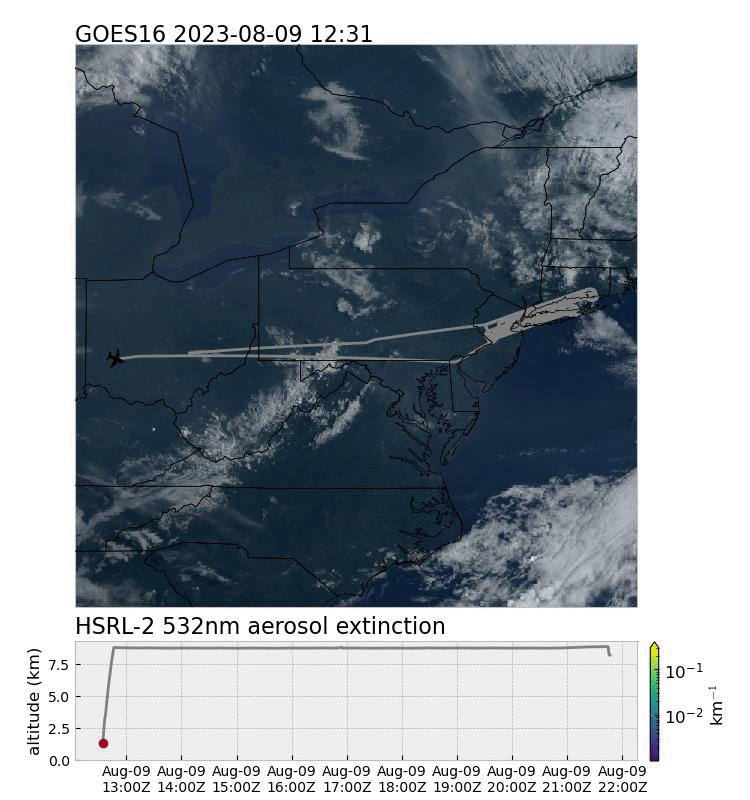 GOES16 2023-08-09 12:31
HSRL-2 532nm aerosol extinction
altitude (km)
7.5
5.0
2.5
0.0
Aug-09 Aug-09 Aug-09 Aug-09 Aug-09 Aug-09 Aug-09 Aug-09 Aug-09 Aug-09
13:00Z 14:00Z 15:00Z 16:00Z 17:00Z 18:00Z 19:00Z 20:00Z 21:00Z 22:00Z
10⁻¹
10⁻²
km⁻¹